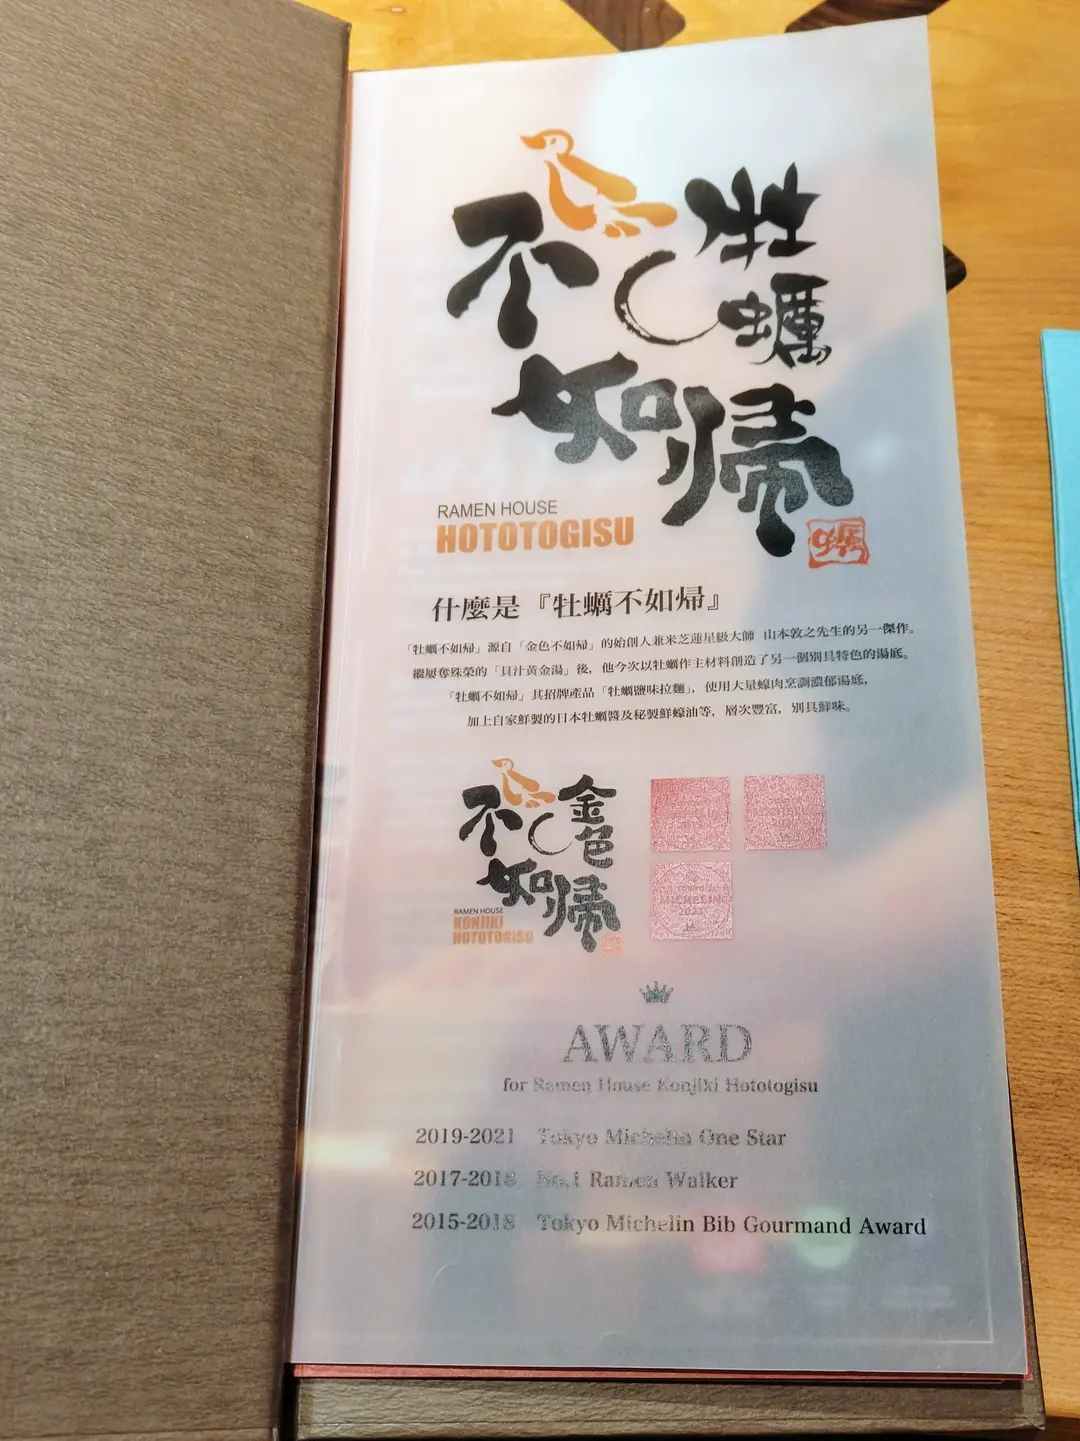 牡蠣
不如帰
RAMEN HOUSE
HOTOTOGISU
蠣
什麼是『牡蠣不如帰』
「牡蠣不如帰」源自「金色不如帰」的始創人兼米芝蓮星級大師 山本敦之先生的另一傑作。
繼屢奪殊榮的「貝汁黃金湯」後，他今次以牡蠣作主材料創造了另一個別具特色的湯底。
「牡蠣不如帰」其招牌產品「牡蠣鹽味拉麵」，使用大量蠔肉烹調濃郁湯底，
加上自家鮮製的日本牡蠣醬及秘製鮮蠔油等，層次豐富，別具鮮味。
金色
不如帰
RAMEN HOUSE
KONJIKI
HOTOTOGISU
MICHELIN
2021
AWARD
for Ramen House Konjiki Hototogisu
2019-2021 Tokyo Michelin One Star
2017-2018 No.1 Ramen Walker
2015-2018 Tokyo Michelin Bib Gourmand Award